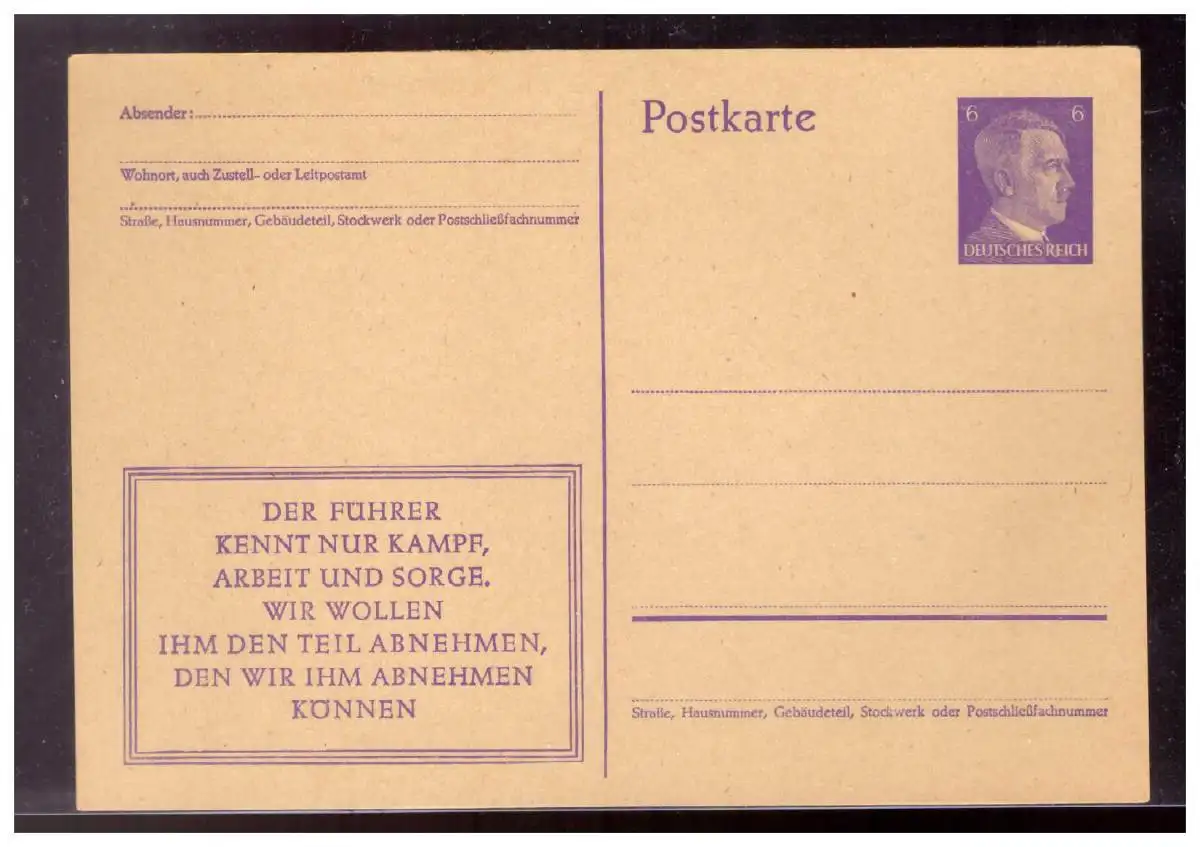 Absender:
Wohnort, auch Zustell- oder Leitpostamt
Straße, Hausnummer, Gebäudeteil, Stockwerk oder Postschließfachnummer
DER FÜHRER
KENNT NUR KAMPF,
ARBEIT UND SORGE.
WIR WOLLEN
IHM DEN TEIL ABNEHMEN,
DEN WIR IHM ABNEHMEN
KÖNNEN
Postkarte
6 6
DEUTSCHES REICH
Straße, Hausnummer, Gebäudeteil, Stockwerk oder Postschließfachnummer